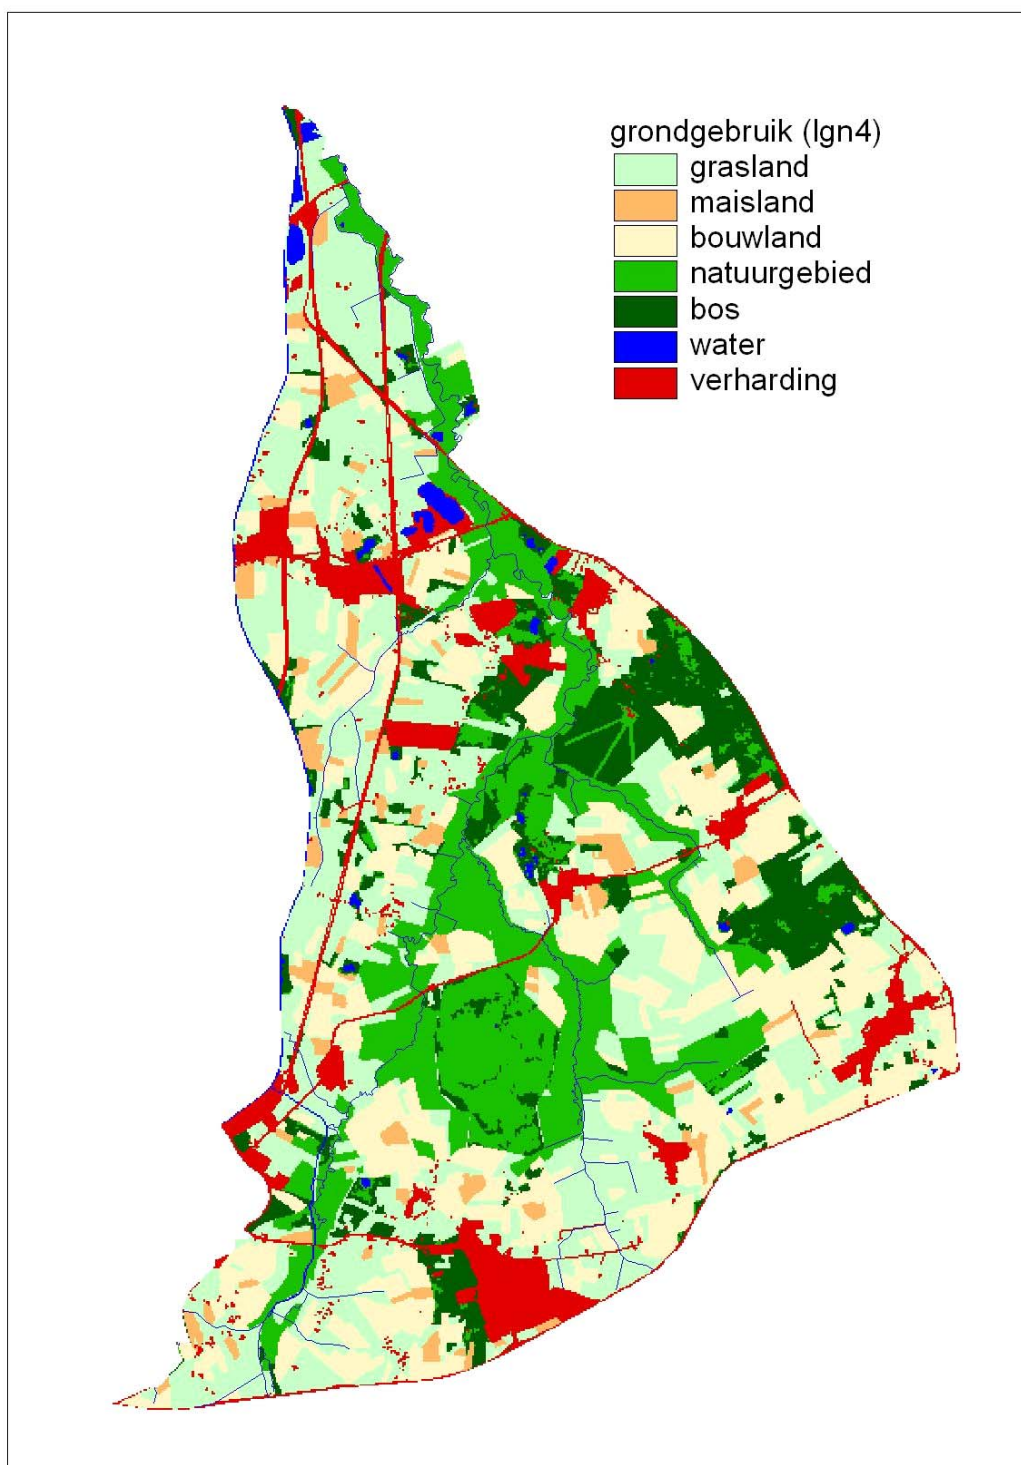 grondgebruik (lgn4)
grasland
maisland
bouwland
natuurgebied
bos
water
verharding